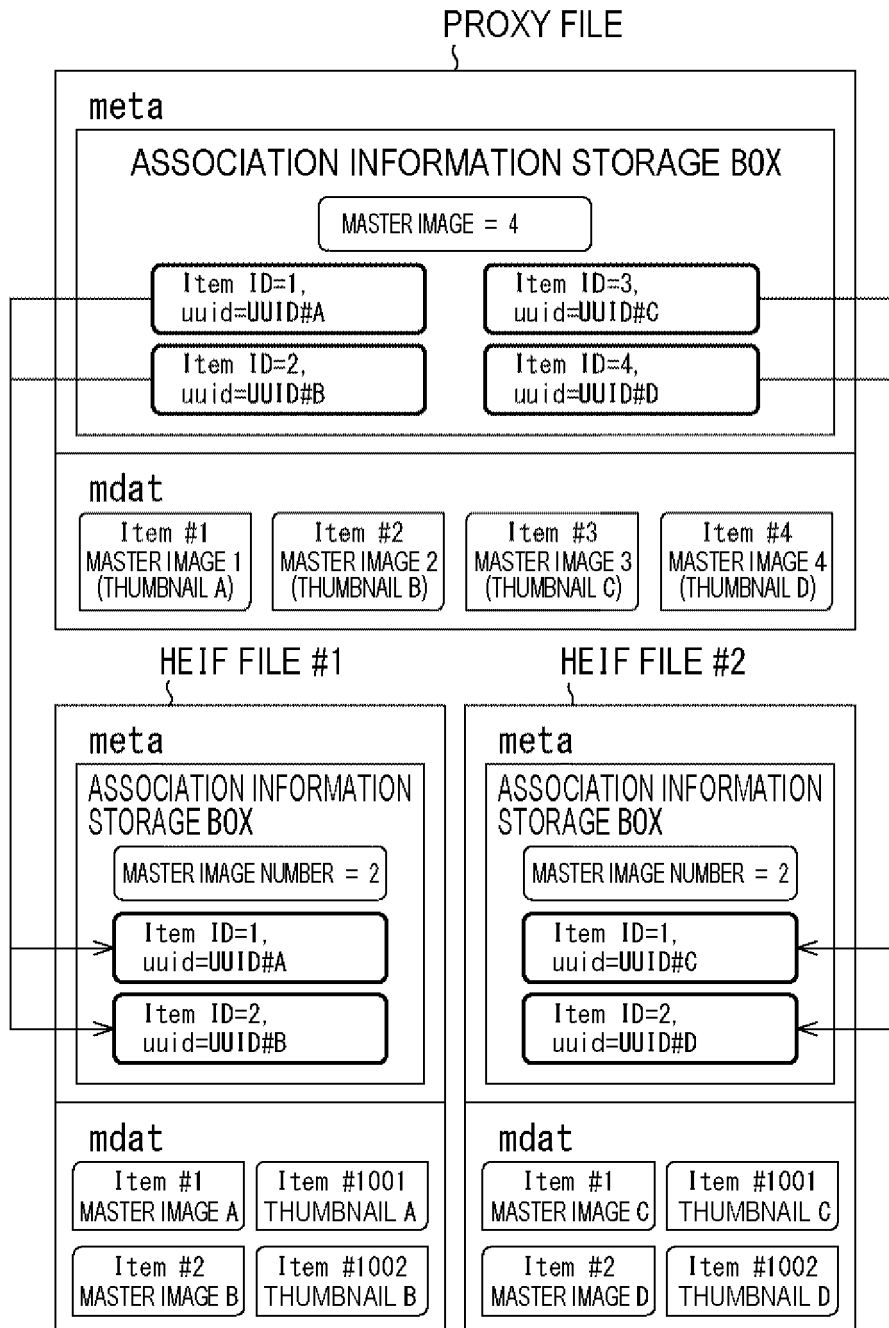 PROXY FILE
meta
ASSOCIATION INFORMATION STORAGE BOX
MASTER IMAGE = 4
Item ID=1,
uuid=UUID#A
Item ID=3,
uuid=UUID#C
Item ID=2,
uuid=UUID#B
Item ID=4,
uuid=UUID#D
mdat
Item #1
MASTER IMAGE 1
(THUMBNAIL A)
Item #2
MASTER IMAGE 2
(THUMBNAIL B)
Item #3
MASTER IMAGE 3
(THUMBNAIL C)
Item #4
MASTER IMAGE 4
(THUMBNAIL D)
HEIF FILE #1
meta
ASSOCIATION INFORMATION
STORAGE BOX
MASTER IMAGE NUMBER = 2
Item ID=1,
uuid=UUID#A
Item ID=2,
uuid=UUID#B
mdat
Item #1
MASTER IMAGE A
Item #1001
THUMBNAIL A
Item #2
MASTER IMAGE B
Item #1002
THUMBNAIL B
HEIF FILE #2
meta
ASSOCIATION INFORMATION
STORAGE BOX
MASTER IMAGE NUMBER = 2
Item ID=1,
uuid=UUID#C
Item ID=2,
uuid=UUID#D
mdat
Item #1
MASTER IMAGE C
Item #1001
THUMBNAIL C
Item #2
MASTER IMAGE D
Item #1002
THUMBNAIL D